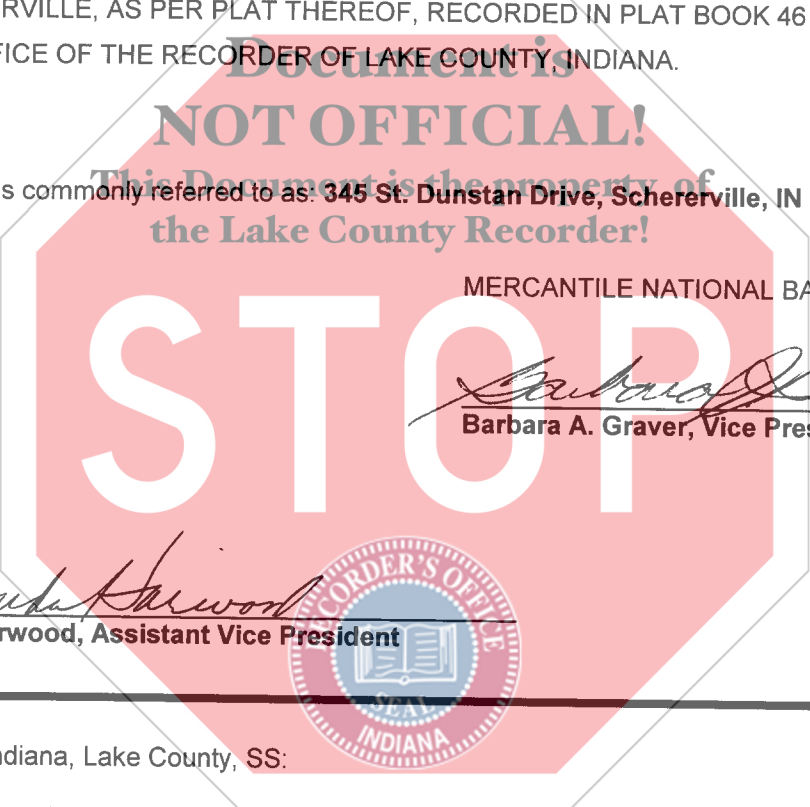 RVILLE, AS PER PLAT THEREOF, RECORDED IN PLAT BOOK 46
FICE OF THE RECORDER OF LAKE COUNTY, INDIANA.
Document is
NOT OFFICIAL!
This Document is the property of
the Lake County Recorder!
s commonly referred to as: 345 St. Dunstan Drive, Schererville, IN
MERCANTILE NATIONAL BA
STOP
Barbara A. Graver, Vice Pres
Harwood
rwood, Assistant Vice President
RECORDER'S OFFICE
SEAL
INDIANA
ndiana, Lake County, SS: